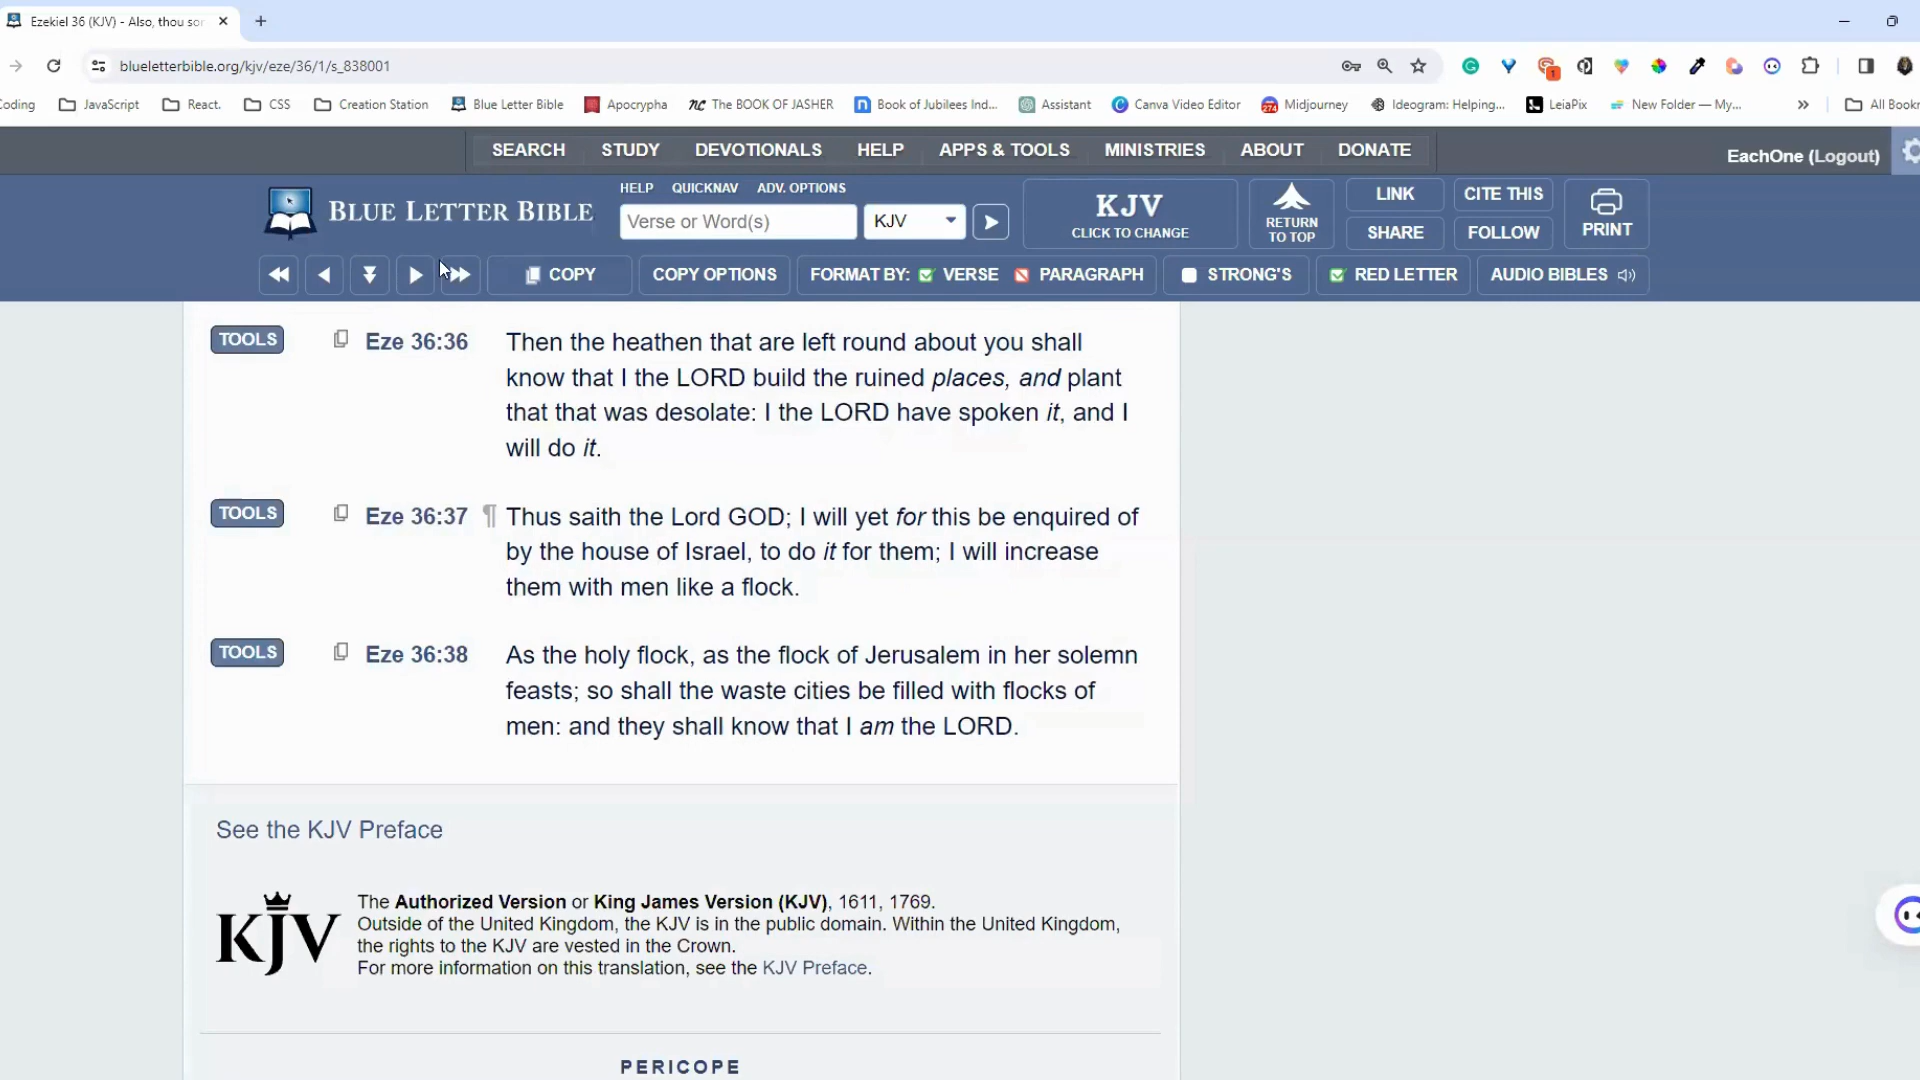 Ezekiel 36 (KJV) - Also, thou so
blueletterbible.org/kjv/eze/36/1/s_838001
Coding JavaScript React. CSS Creation Station Blue Letter Bible Apocrypha The BOOK OF JASHER Book of Jubilees Ind... Assistant Canva Video Editor Midjourney Ideogram: Helping... LeiaPix New Folder — My... All Bookr
SEARCH STUDY DEVOTIONALS HELP APPS & TOOLS MINISTRIES ABOUT DONATE
EachOne (Logout)
BLUE LETTER BIBLE
HELP QUICKNAV ADV. OPTIONS
Verse or Word(s) KJV
KJV
CLICK TO CHANGE
RETURN
TO TOP
LINK CITE THIS
SHARE FOLLOW
PRINT
COPY COPY OPTIONS FORMAT BY: VERSE PARAGRAPH STRONG'S RED LETTER AUDIO BIBLES
TOOLS Eze 36:36 Then the heathen that are left round about you shall
know that I the LORD build the ruined places, and plant
that that was desolate: I the LORD have spoken it, and I
will do it.
TOOLS Eze 36:37 ¶ Thus saith the Lord GOD; I will yet for this be enquired of
by the house of Israel, to do it for them; I will increase
them with men like a flock.
TOOLS Eze 36:38 As the holy flock, as the flock of Jerusalem in her solemn
feasts; so shall the waste cities be filled with flocks of
men: and they shall know that I am the LORD.
See the KJV Preface
KJV
The Authorized Version or King James Version (KJV), 1611, 1769.
Outside of the United Kingdom, the KJV is in the public domain. Within the United Kingdom,
the rights to the KJV are vested in the Crown.
For more information on this translation, see the KJV Preface.
PERICOPE